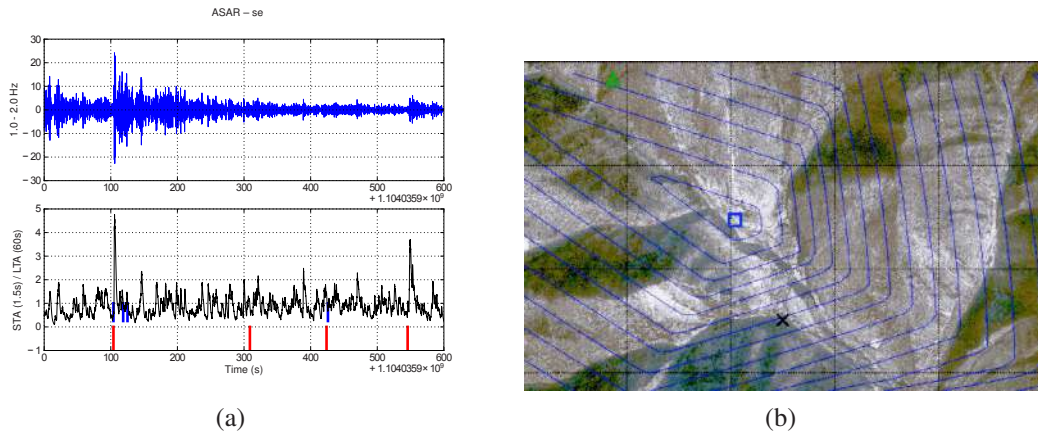 ASAR – se
1.0 - 2.0 Hz
30
20
10
0
−10
−20
−30
0 100 200 300 400 500 600
+ 1.1040359× 10⁹
STA (1.5s) / LTA (60s)
5
4
3
2
1
0
−1
0 100 200 300 400 500 600
Time (s)
+ 1.1040359× 10⁹
(a)
(b)